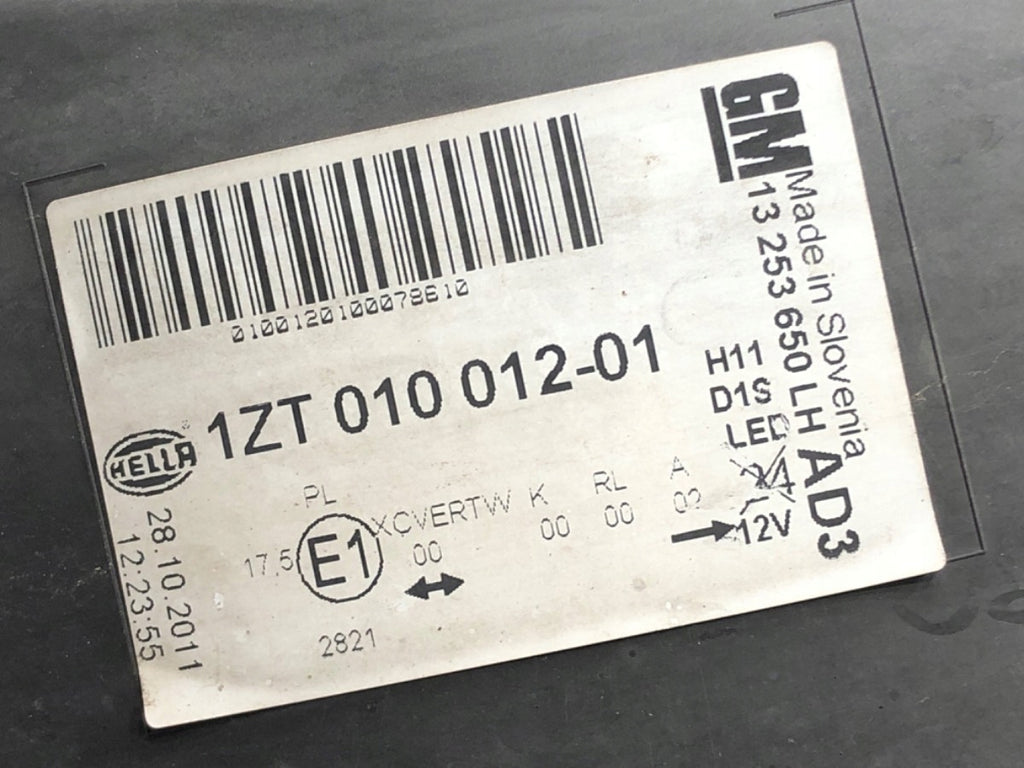 0100120100078610
1ZT 010 012-01
HELLA
28.10.2011
12:23:55
GM
13 253 650 LH AD3
Made in Slovenia
H11
D1S
LED
12V
PL
XCVERTW K RL A
17.5 E1 00 00 00 02
2821